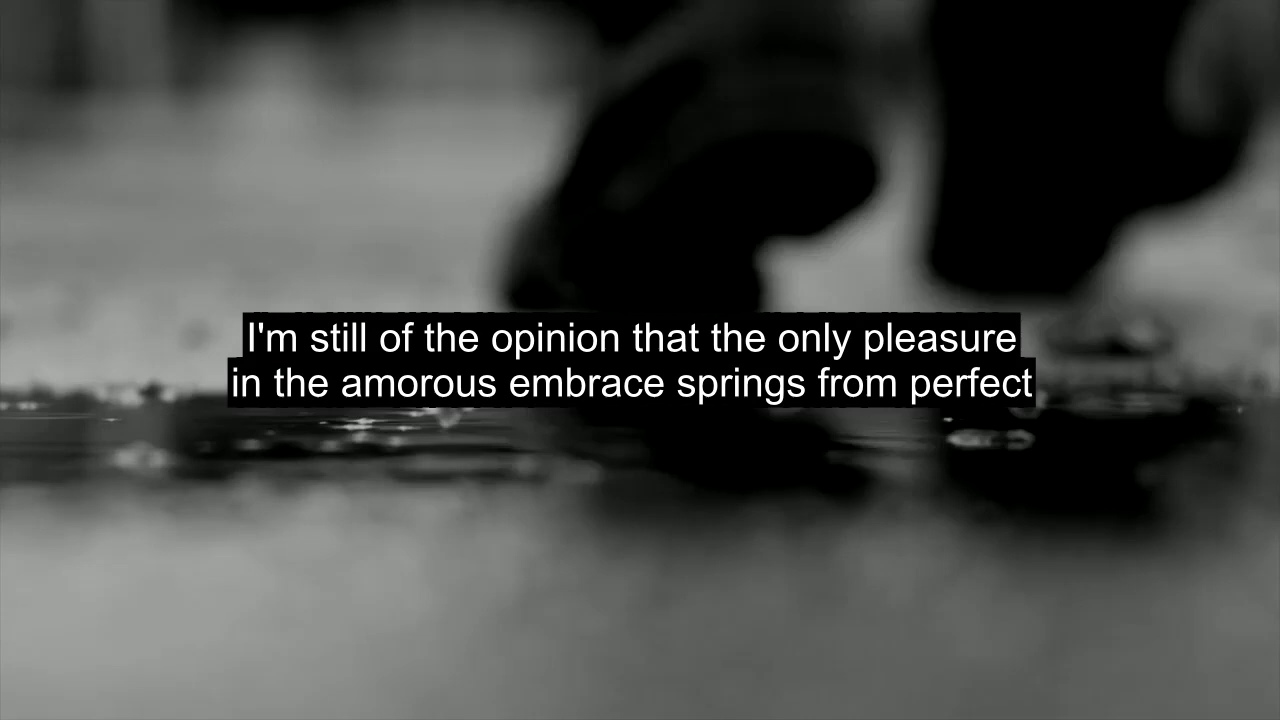 I'm still of the opinion that the only pleasure
in the amorous embrace springs from perfect